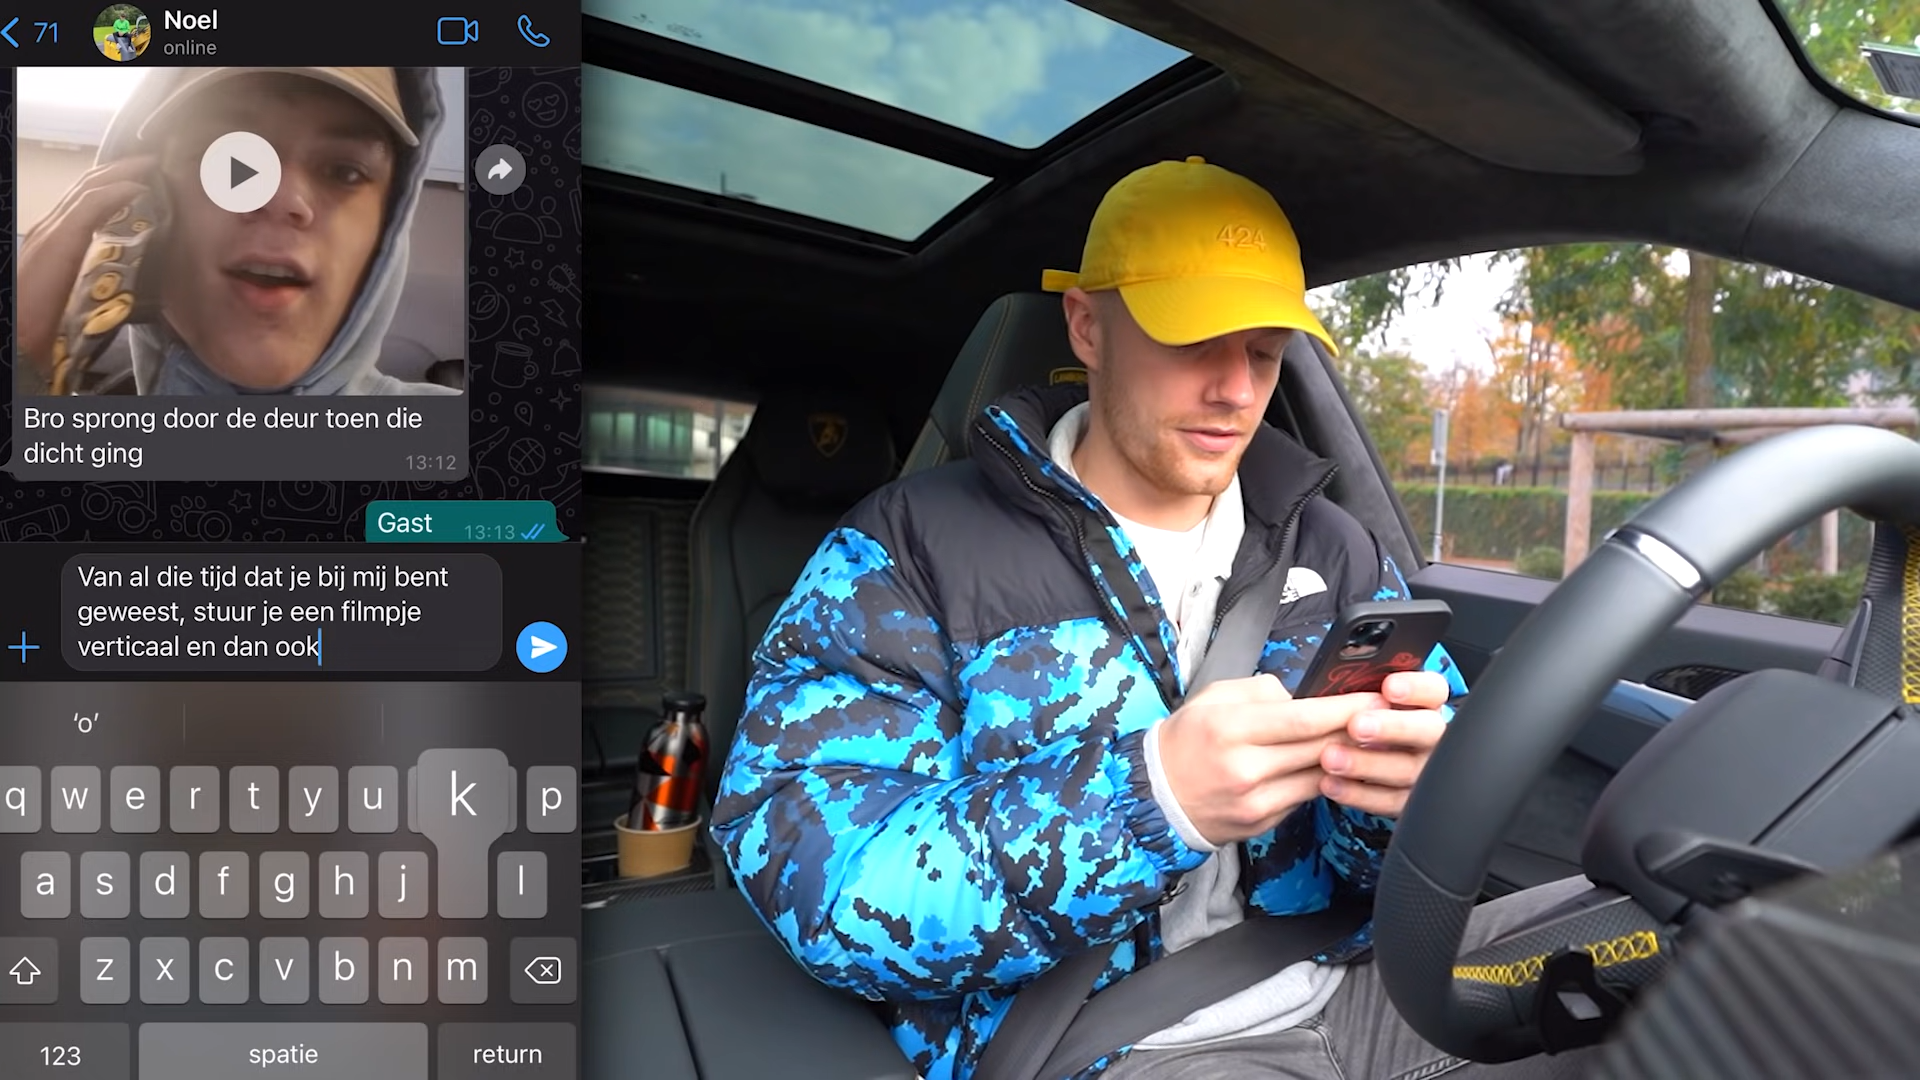 71
Noel
online
Bro sprong door de deur toen die
dicht ging
13:12
Gast
13:13
Van al die tijd dat je bij mij bent
geweest, stuur je een filmpje
verticaal en dan ook
‘o’
q w e r t y u k p
a s d f g h j l
z x c v b n m
123 spatie return
424